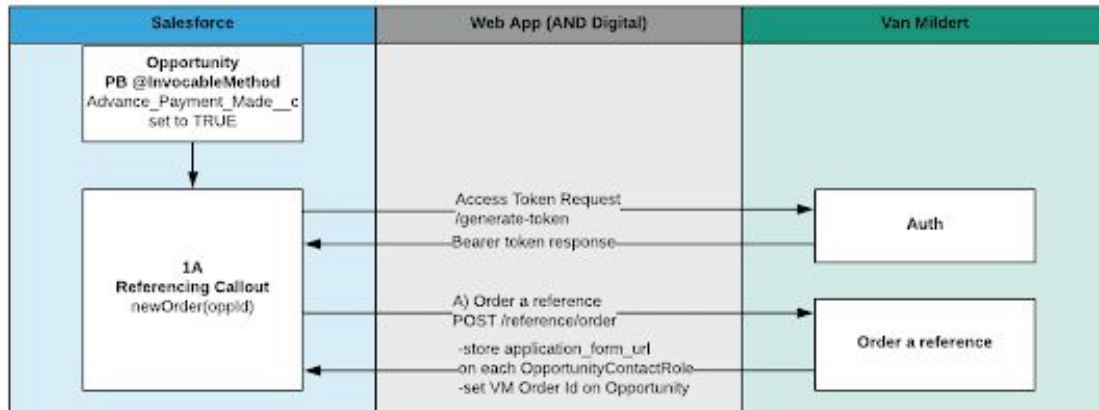 Salesforce
Web App (AND Digital)
Van Mildert
Opportunity
PB @InvocableMethod
Advance_Payment_Made__c
set to TRUE
Access Token Request
/generate-token
Bearer token response
Auth
1A
Referencing Callout
newOrder(oppId)
A) Order a reference
POST /reference/order
-store application_form_url
on each OpportunityContactRole
-set VM Order Id on Opportunity
Order a reference